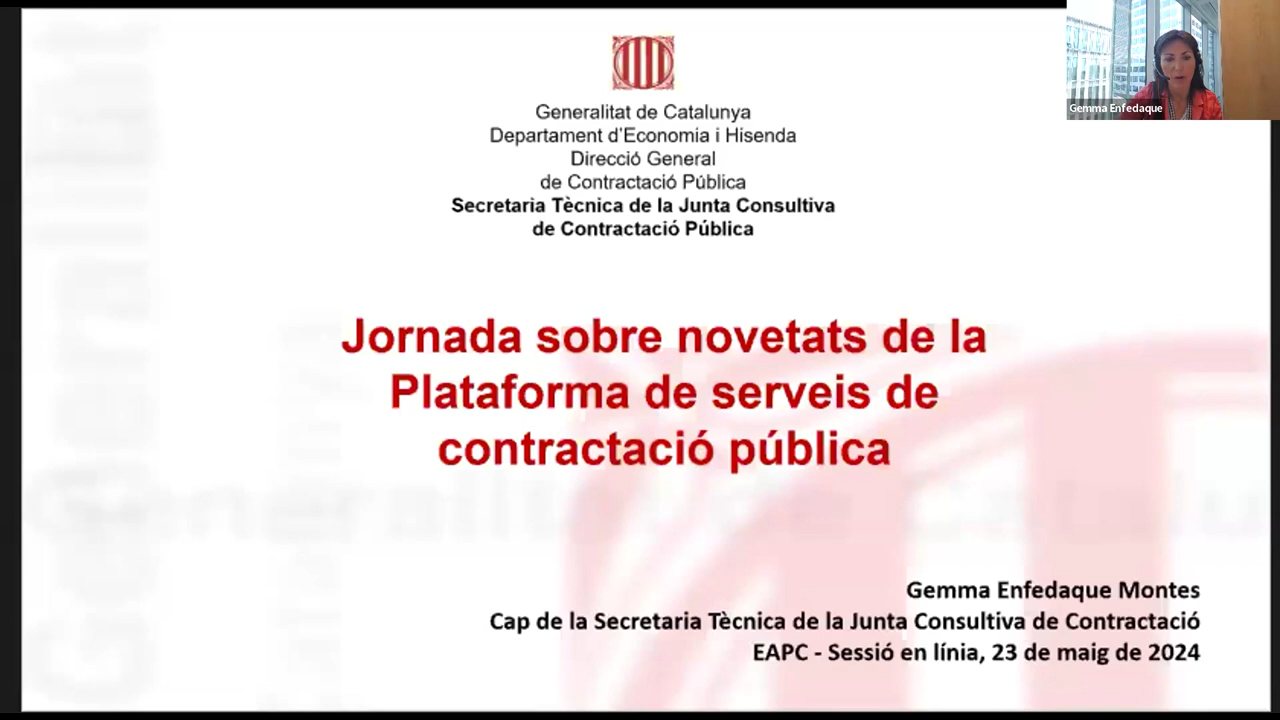 Generalitat de Catalunya
Departament d'Economia i Hisenda
Direcció General
de Contractació Pública
Secretaria Tècnica de la Junta Consultiva
de Contractació Pública
Gemma Enfedaque
Jornada sobre novetats de la
Plataforma de serveis de
contractació pública
Gemma Enfedaque Montes
Cap de la Secretaria Tècnica de la Junta Consultiva de Contractació
EAPC - Sessió en línia, 23 de maig de 2024